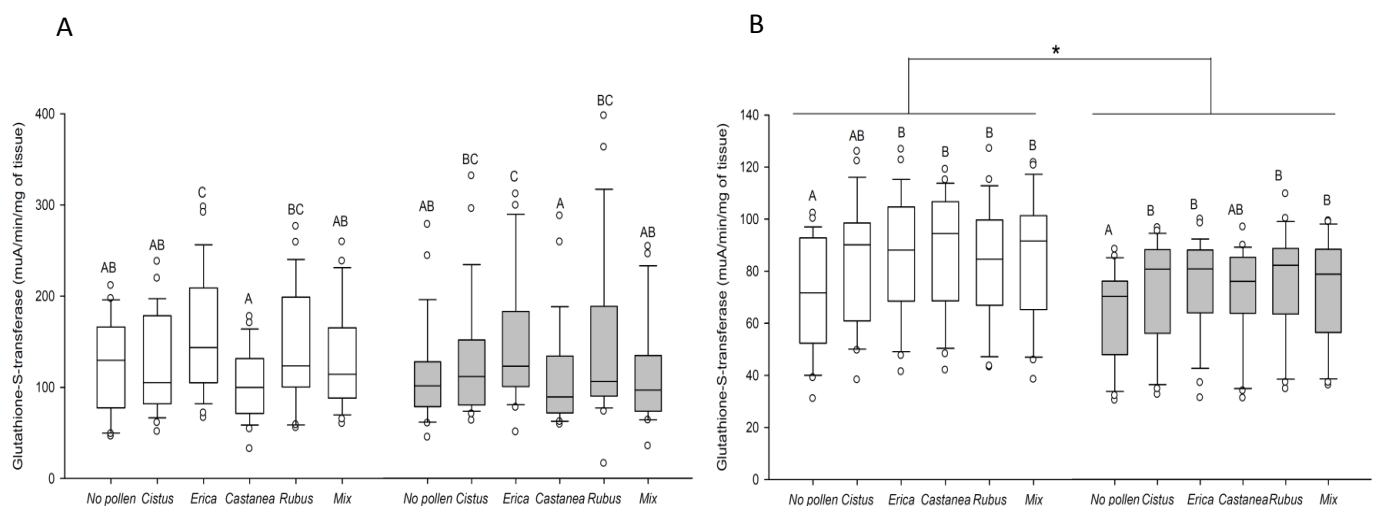 A
Glutathione-S-transferase (muA/min/mg of tissue)
400
300
200
100
0
AB
AB
C
A
BC
AB
AB
BC
C
A
BC
AB
No pollen Cistus Erica Castanea Rubus Mix
No pollen Cistus Erica Castanea Rubus Mix
B
*
Glutathione-S-transferase (muA/min/mg of tissue)
140
120
100
80
60
40
20
0
A
AB
B
B
B
B
A
B
B
AB
B
B
No pollen Cistus Erica Castanea Rubus Mix
No pollen Cistus Erica Castanea Rubus Mix